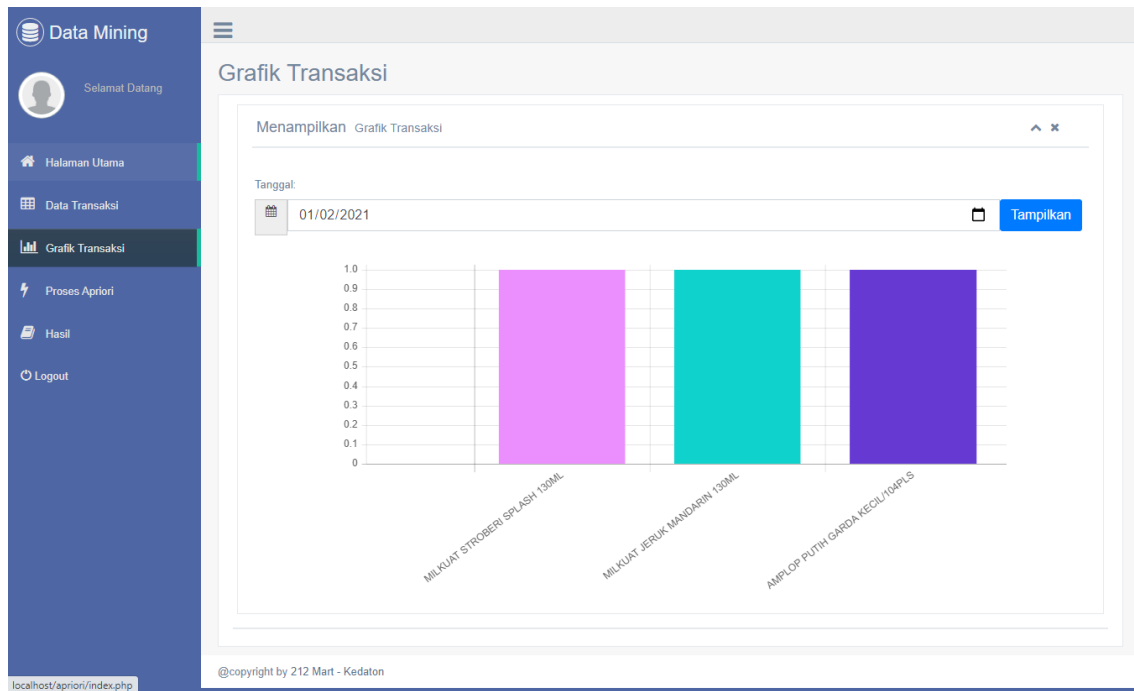 Data Mining
Selamat Datang
Halaman Utama
Data Transaksi
Grafik Transaksi
Proses Apriori
Hasil
Logout
Grafik Transaksi
Menampilkan Grafik Transaksi
Tanggal:
01/02/2021
Tampilkan
1.0
0.9
0.8
0.7
0.6
0.5
0.4
0.3
0.2
0.1
0
MILKUAT STROBERI SPLASH 130ML
MILKUAT JERUK MANDARIN 130ML
AMPLOP PUTIH GARDA KECIL/104PLS
@copyright by 212 Mart - Kedaton
localhost/apriori/index.php